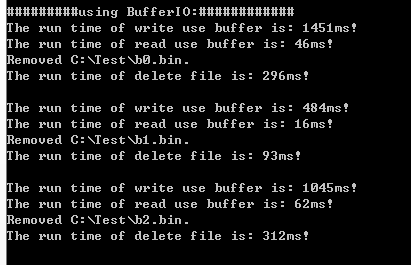 #########using BufferIO:############
The run time of write use buffer is: 1451ms!
The run time of read use buffer is: 46ms!
Removed C:\Test\b0.bin.
The run time of delete file is: 296ms!
The run time of write use buffer is: 484ms!
The run time of read use buffer is: 16ms!
Removed C:\Test\b1.bin.
The run time of delete file is: 93ms!
The run time of write use buffer is: 1045ms!
The run time of read use buffer is: 62ms!
Removed C:\Test\b2.bin.
The run time of delete file is: 312ms!